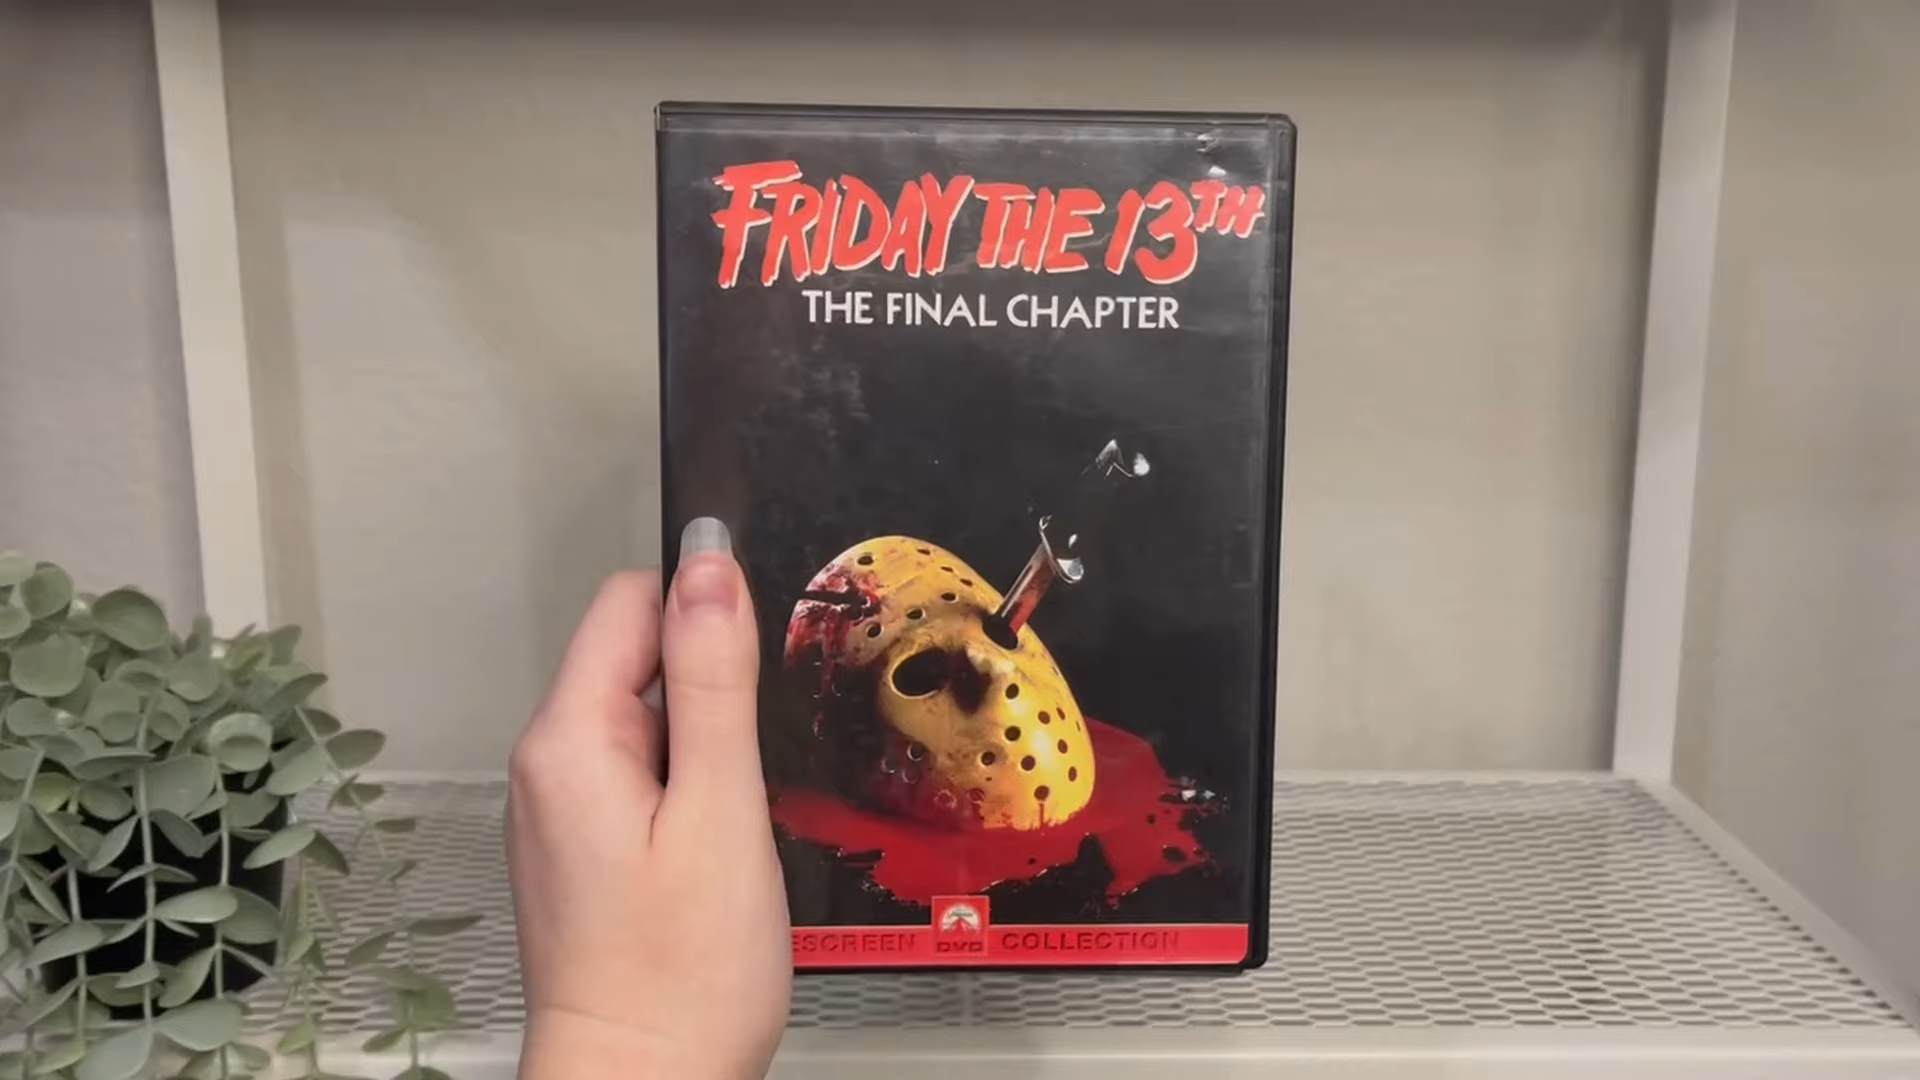 FRIDAY THE 13TH
THE FINAL CHAPTER
ESCREEN DVD COLLECTION